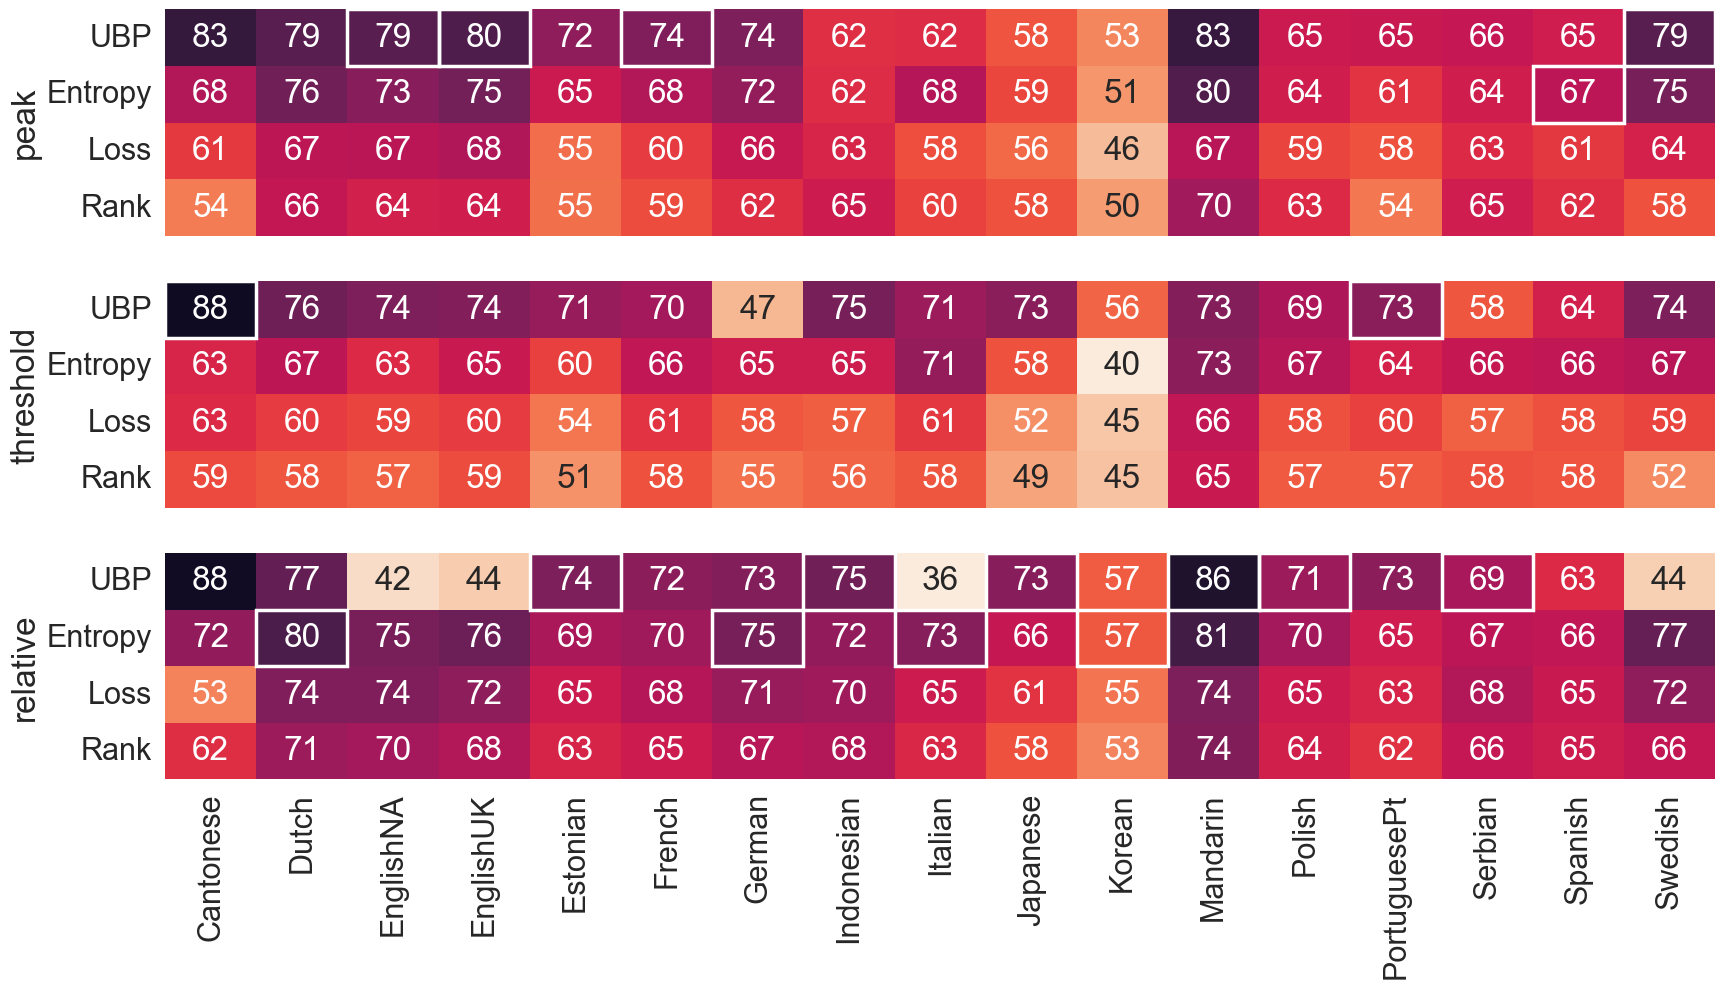 peak
UBP 83 79 79 80 72 74 74 62 62 58 53 83 65 65 66 65 79
Entropy 68 76 73 75 65 68 72 62 68 59 51 80 64 61 64 67 75
Loss 61 67 67 68 55 60 66 63 58 56 46 67 59 58 63 61 64
Rank 54 66 64 64 55 59 62 65 60 58 50 70 63 54 65 62 58
threshold
UBP 88 76 74 74 71 70 47 75 71 73 56 73 69 73 58 64 74
Entropy 63 67 63 65 60 66 65 65 71 58 40 73 67 64 66 66 67
Loss 63 60 59 60 54 61 58 57 61 52 45 66 58 60 57 58 59
Rank 59 58 57 59 51 58 55 56 58 49 45 65 57 57 58 58 52
relative
UBP 88 77 42 44 74 72 73 75 36 73 57 86 71 73 69 63 44
Entropy 72 80 75 76 69 70 75 72 73 66 57 81 70 65 67 66 77
Loss 53 74 74 72 65 68 71 70 65 61 55 74 65 63 68 65 72
Rank 62 71 70 68 63 65 67 68 63 58 53 74 64 62 66 65 66
Cantonese
Dutch
EnglishNA
EnglishUK
Estonian
French
German
Indonesian
Italian
Japanese
Korean
Mandarin
Polish
PortuguesePt
Serbian
Spanish
Swedish